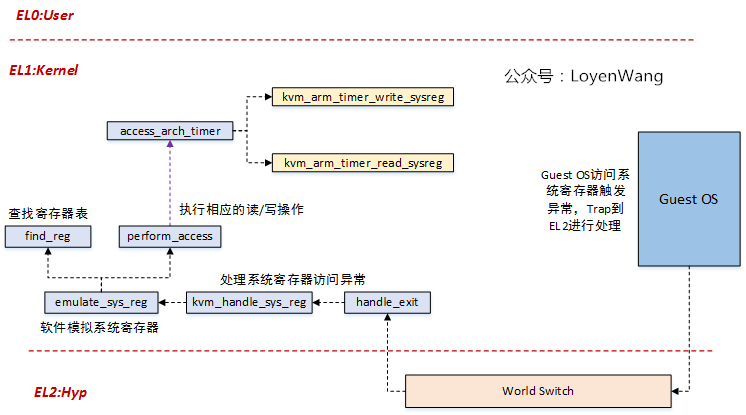 EL0:User
EL1:Kernel
公众号：LoyenWang
kvm_arm_timer_write_sysreg
access_arch_timer
kvm_arm_timer_read_sysreg
Guest OS访问系
统寄存器触发
异常，Trap到
EL2进行处理
Guest OS
查找寄存器表
执行相应的读/写操作
find_reg
perform_access
处理系统寄存器访问异常
emulate_sys_reg
kvm_handle_sys_reg
handle_exit
软件模拟系统寄存器
EL2:Hyp
World Switch